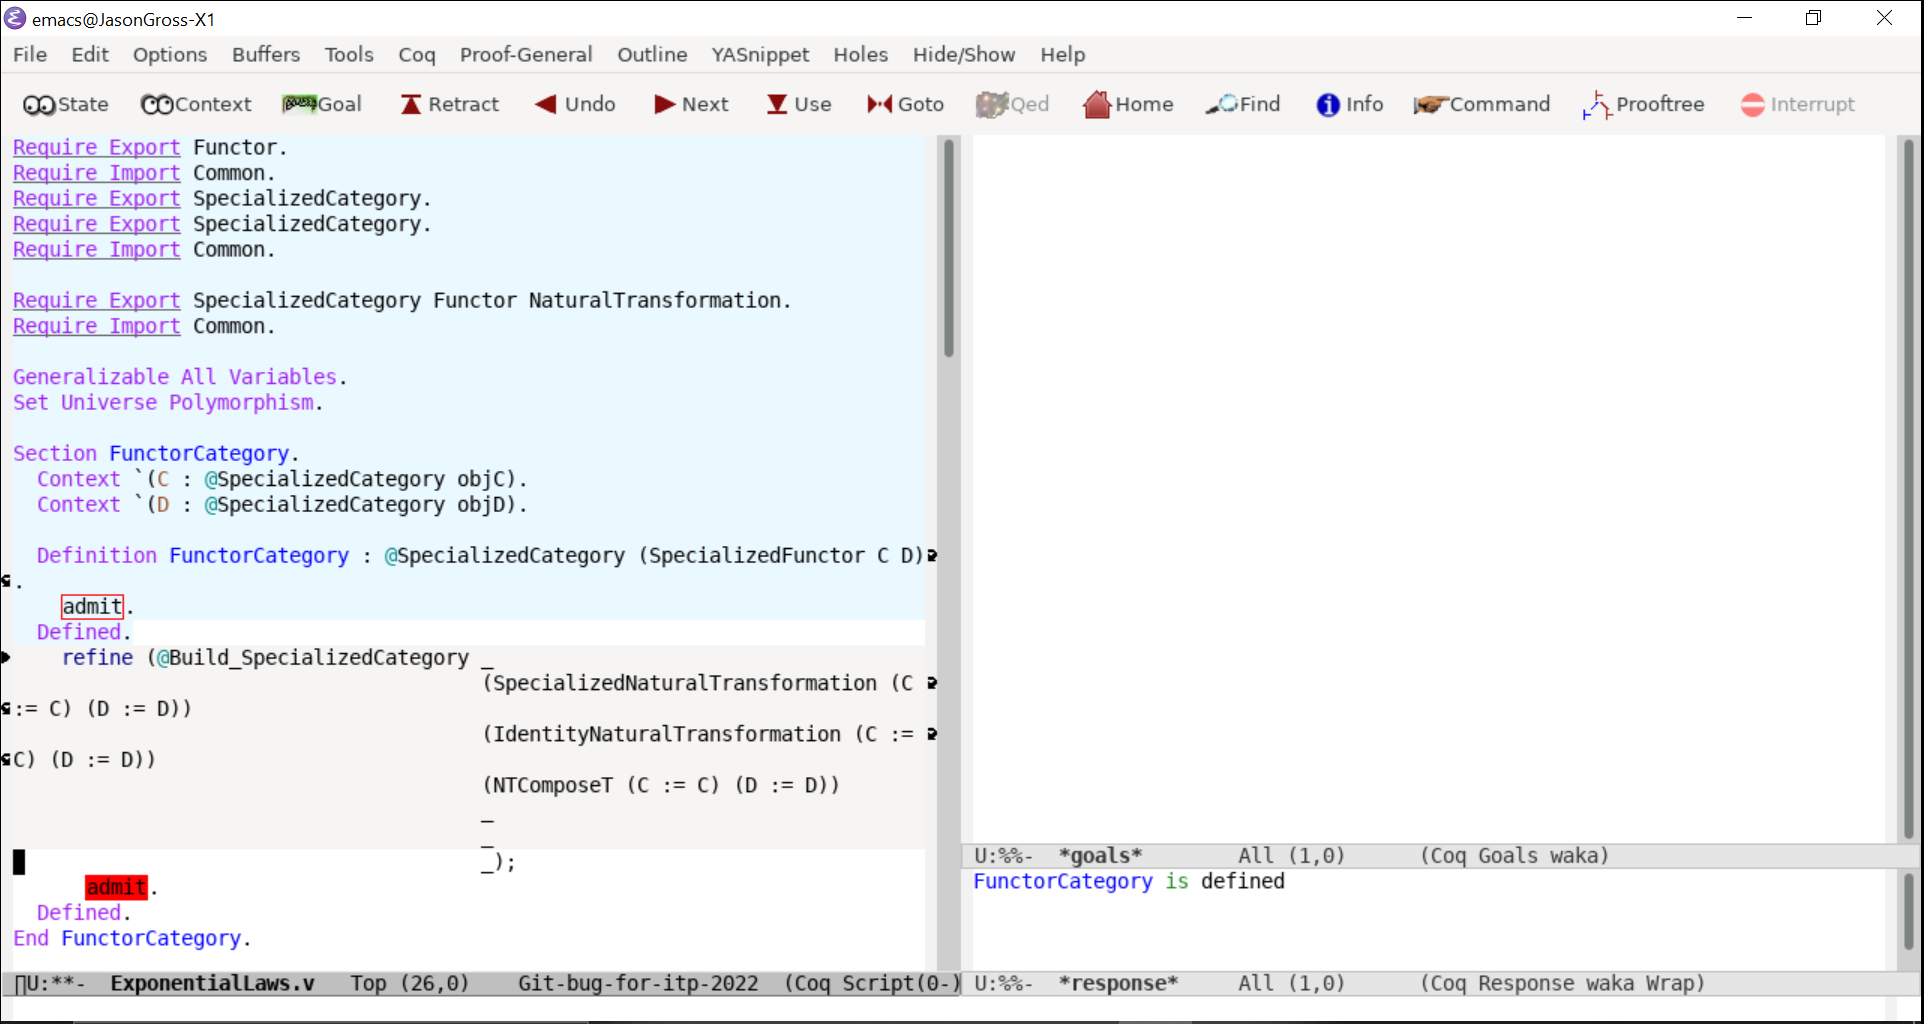 emacs@JasonGross-X1
File Edit Options Buffers Tools Coq Proof-General Outline YASnippet Holes Hide/Show Help
State Context Goal Retract Undo Next Use Goto Qed Home Find Info Command Prooftree Interrupt
Require Export Functor.
Require Import Common.
Require Export SpecializedCategory.
Require Export SpecializedCategory.
Require Import Common.
Require Export SpecializedCategory Functor NaturalTransformation.
Require Import Common.
Generalizable All Variables.
Set Universe Polymorphism.
Section FunctorCategory.
Context `(C : @SpecializedCategory objC).
Context `(D : @SpecializedCategory objD).
Definition FunctorCategory : @SpecializedCategory (SpecializedFunctor C D)
.
admit.
Defined.
refine (@Build_SpecializedCategory _
(SpecializedNaturalTransformation (C
:= C) (D := D))
(IdentityNaturalTransformation (C :=
C) (D := D))
(NTComposeT (C := C) (D := D))
_
_
_);
admit.
Defined.
End FunctorCategory.
U:**- ExponentialLaws.v Top (26,0) Git-bug-for-itp-2022 (Coq Script(0-)
U:%%- *goals* All (1,0) (Coq Goals waka)
FunctorCategory is defined
U:%%- *response* All (1,0) (Coq Response waka Wrap)